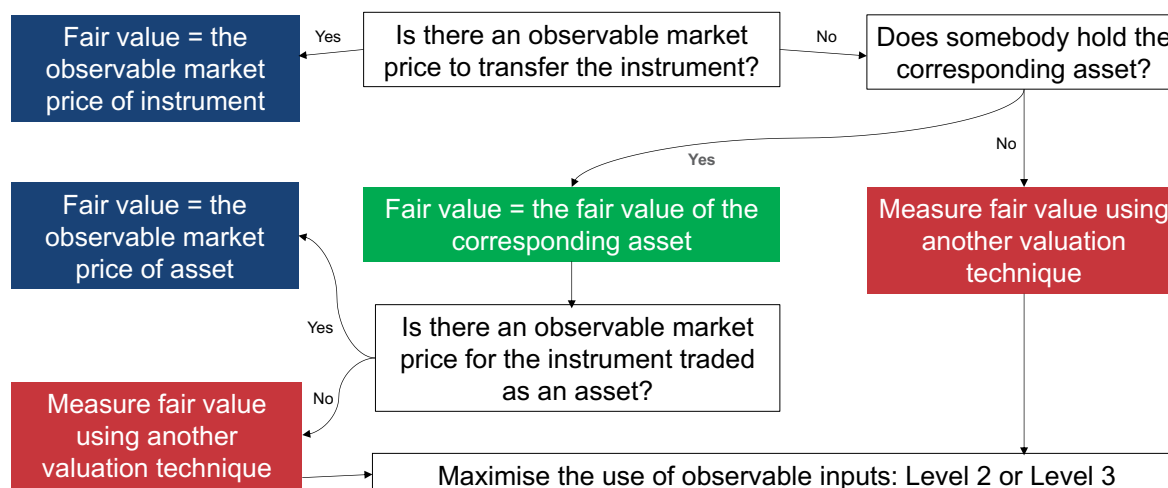 Fair value = the
observable market
price of instrument
Yes
Is there an observable market
price to transfer the instrument?
No
Does somebody hold the
corresponding asset?
Yes
No
Fair value = the
observable market
price of asset
Fair value = the fair value of the
corresponding asset
Measure fair value using
another valuation
technique
Yes
Is there an observable market
price for the instrument traded
as an asset?
No
Measure fair value
using another
valuation technique
Maximise the use of observable inputs: Level 2 or Level 3